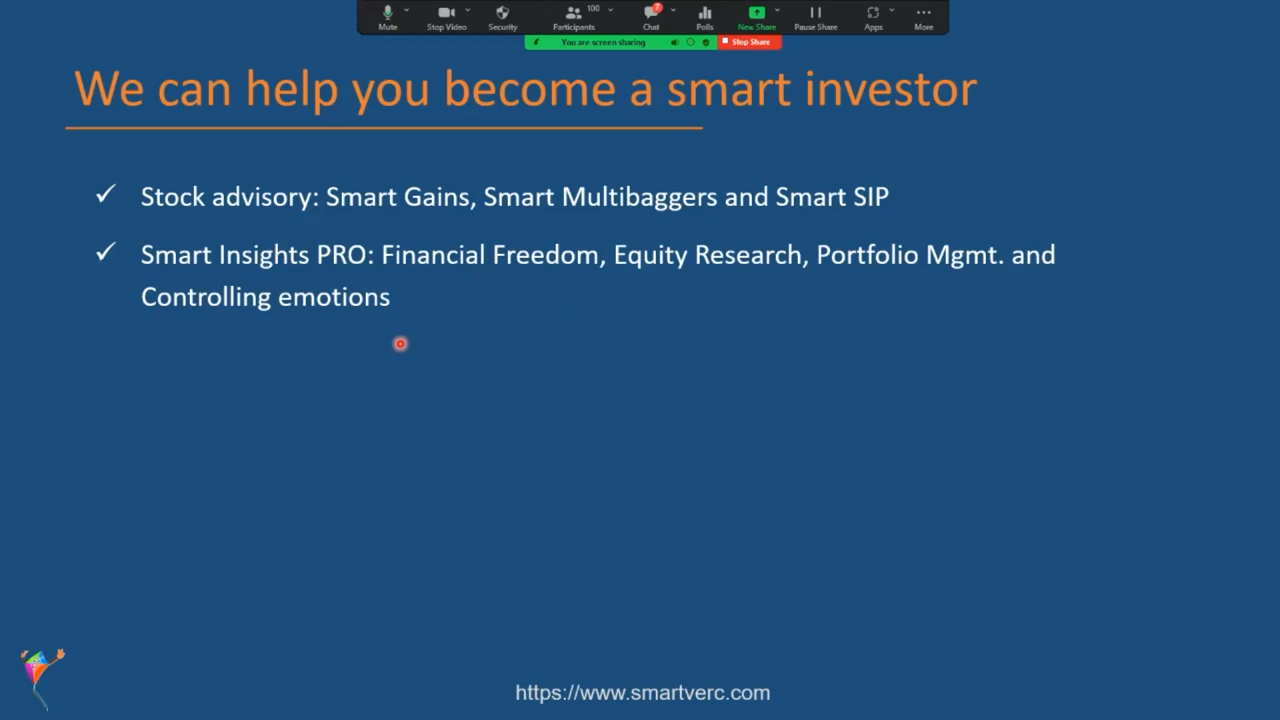 100
7
Mute
Stop Video
Security
Participants
Chat
Polls
New Share
Pause Share
Apps
More
You are screen sharing
Stop Share
We can help you become a smart investor
Stock advisory: Smart Gains, Smart Multibaggers and Smart SIP
Smart Insights PRO: Financial Freedom, Equity Research, Portfolio Mgmt. and
Controlling emotions
https://www.smartverc.com